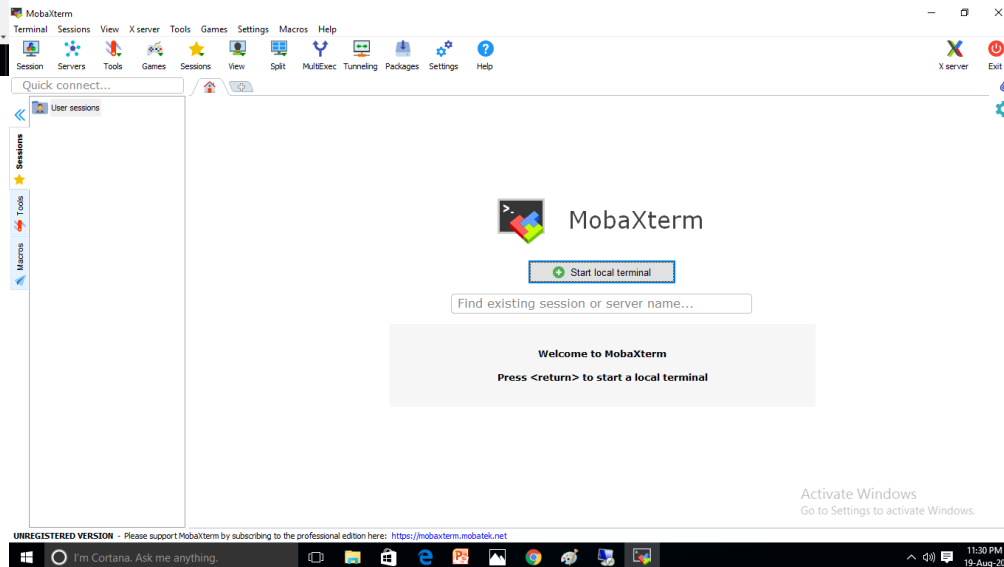 MobaXterm
Terminal Sessions View X server Tools Games Settings Macros Help
Session Servers Tools Games Sessions View Split MultiExec Tunneling Packages Settings Help X server Exit
Quick connect...
User sessions
Sessions
Tools
Macros
>_
MobaXterm
Start local terminal
Find existing session or server name...
Welcome to MobaXterm
Press <return> to start a local terminal
Activate Windows
Go to Settings to activate Windows.
UNREGISTERED VERSION - Please support MobaXterm by subscribing to the professional edition here: https://mobaxterm.mobatek.net
I'm Cortana. Ask me anything.
11:30 PM
19-Aug-20